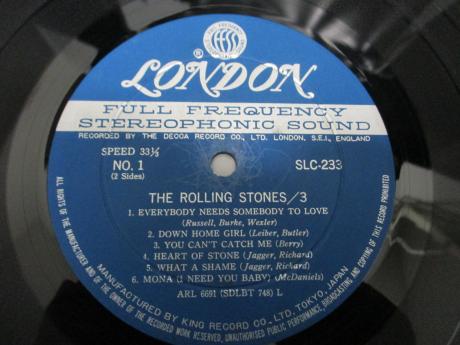 FFSS
® LONDON
FULL FREQUENCY
STEREOPHONIC SOUND
RECORDED BY THE DECCA RECORD CO., LTD. LONDON. S.E.I., ENGLAND
SPEED 33⅓
NO. 1
(2 Sides)
SLC-233
THE ROLLING STONES/3
1. EVERYBODY NEEDS SOMEBODY TO LOVE
(Russell, Burke, Wexler)
2. DOWN HOME GIRL (Leiber, Butler)
3. YOU CAN'T CATCH ME (Berry)
4. HEART OF STONE (Jagger, Richard)
5. WHAT A SHAME (Jagger, Richard)
6. MONA (I NEED YOU BABY) (McDaniels)
ARL 6691 (SDLBT 748) L
MANUFACTURED BY KING RECORD CO., LTD. TOKYO, JAPAN
ALL RIGHTS OF THE MANUFACTURER AND OF THE OWNER OF THE RECORDED WORK RESERVED. UNAUTHORISED PUBLIC PERFORMANCE, BROADCASTING AND COPYING OF THIS RECORD PROHIBITED.